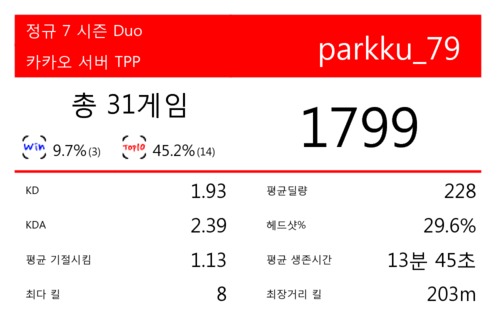 정규 7 시즌 Duo
카카오 서버 TPP
parkku_79
총 31게임
1799
Win 9.7%(3)
Top10 45.2%(14)
KD 1.93
평균딜량 228
KDA 2.39
헤드샷% 29.6%
평균 기절시킴 1.13
평균 생존시간 13분 45초
최다 킬 8
최장거리 킬 203m